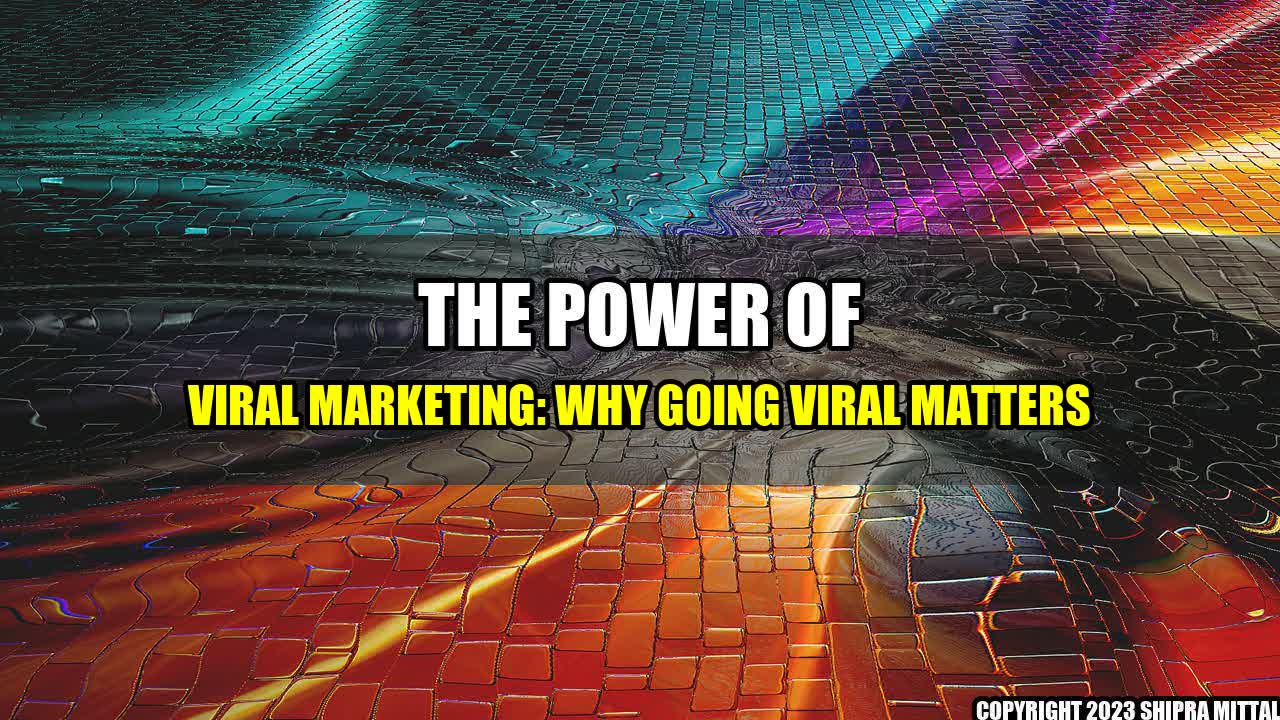 THE POWER OF
VIRAL MARKETING: WHY GOING VIRAL MATTERS
COPYRIGHT 2023 SHIPRA MITTAL